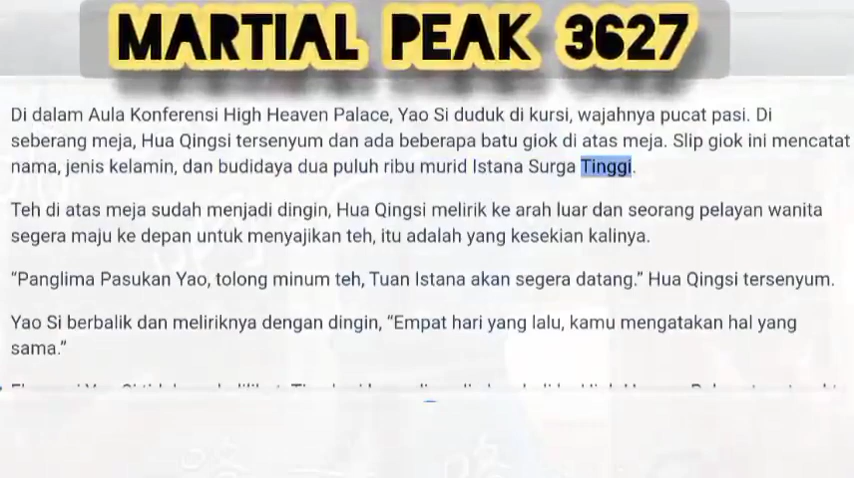 MARTIAL PEAK 3627
Di dalam Aula Konferensi High Heaven Palace, Yao Si duduk di kursi, wajahnya pucat pasi. Di
seberang meja, Hua Qingsi tersenyum dan ada beberapa batu giok di atas meja. Slip giok ini mencatat
nama, jenis kelamin, dan budidaya dua puluh ribu murid Istana Surga Tinggi.
Teh di atas meja sudah menjadi dingin, Hua Qingsi melirik ke arah luar dan seorang pelayan wanita
segera maju ke depan untuk menyajikan teh, itu adalah yang kesekian kalinya.
“Panglima Pasukan Yao, tolong minum teh, Tuan Istana akan segera datang.” Hua Qingsi tersenyum.
Yao Si berbalik dan meliriknya dengan dingin, “Empat hari yang lalu, kamu mengatakan hal yang
sama.”